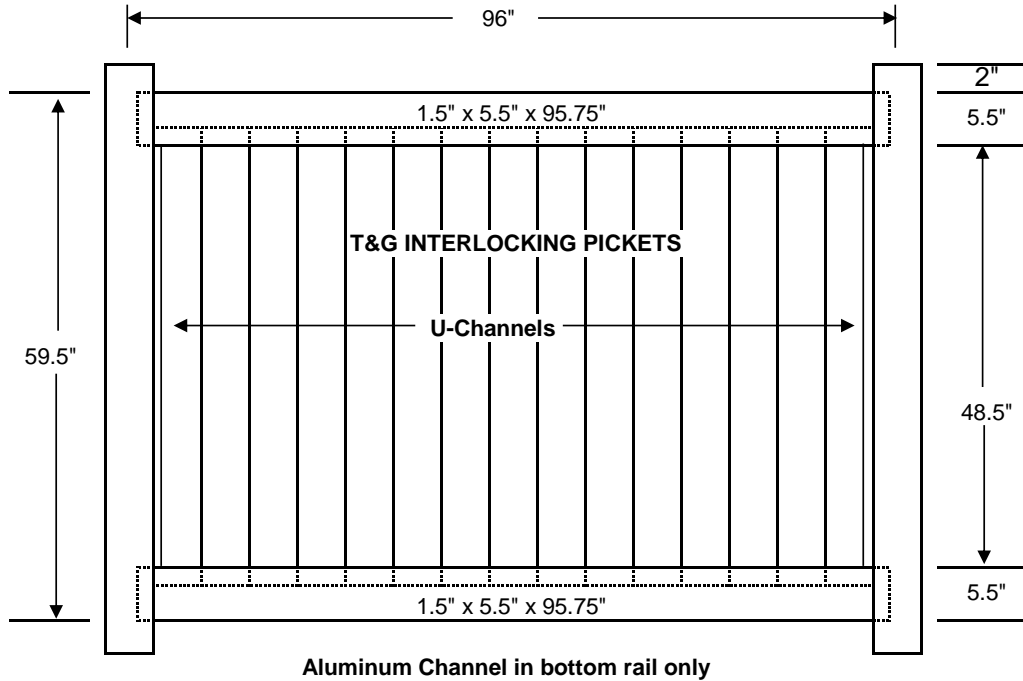 96"
2"
1.5" x 5.5" x 95.75"
5.5"
T&G INTERLOCKING PICKETS
U-Channels
59.5"
48.5"
5.5"
1.5" x 5.5" x 95.75"
Aluminum Channel in bottom rail only